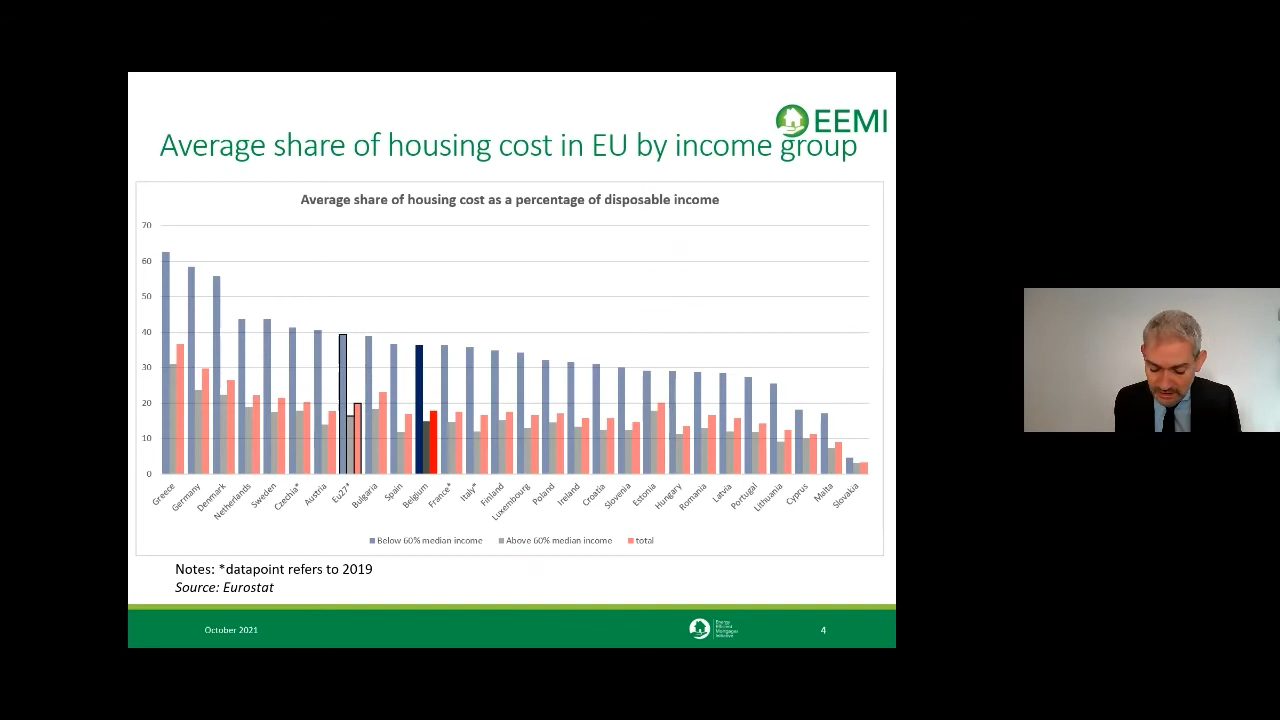 EEMI
Average share of housing cost in EU by income group
Average share of housing cost as a percentage of disposable income
70
60
50
40
30
20
10
0
Greece
Germany
Denmark
Netherlands
Sweden
Czechia*
Austria
Eu27*
Bulgaria
Spain
Belgium
France*
Italy*
Finland
Luxembourg
Poland
Ireland
Croatia
Slovenia
Estonia
Hungary
Romania
Latvia
Portugal
Lithuania
Cyprus
Malta
Slovakia
Below 60% median income
Above 60% median income
total
Notes: *datapoint refers to 2019
Source: Eurostat
October 2021
Energy
Efficient
Mortgages
Initiative
4